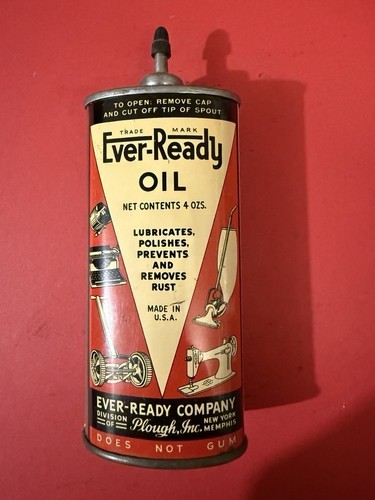 TO OPEN: REMOVE CAP
AND CUT OFF TIP OF SPOUT
TRADE MARK
Ever-Ready
OIL
NET CONTENTS 4 OZS.
LUBRICATES,
POLISHES,
PREVENTS
AND
REMOVES
RUST
MADE IN
U.S.A.
EVER-READY COMPANY
DIVISION OF Plough, Inc. NEW YORK MEMPHIS
DOES NOT GUM